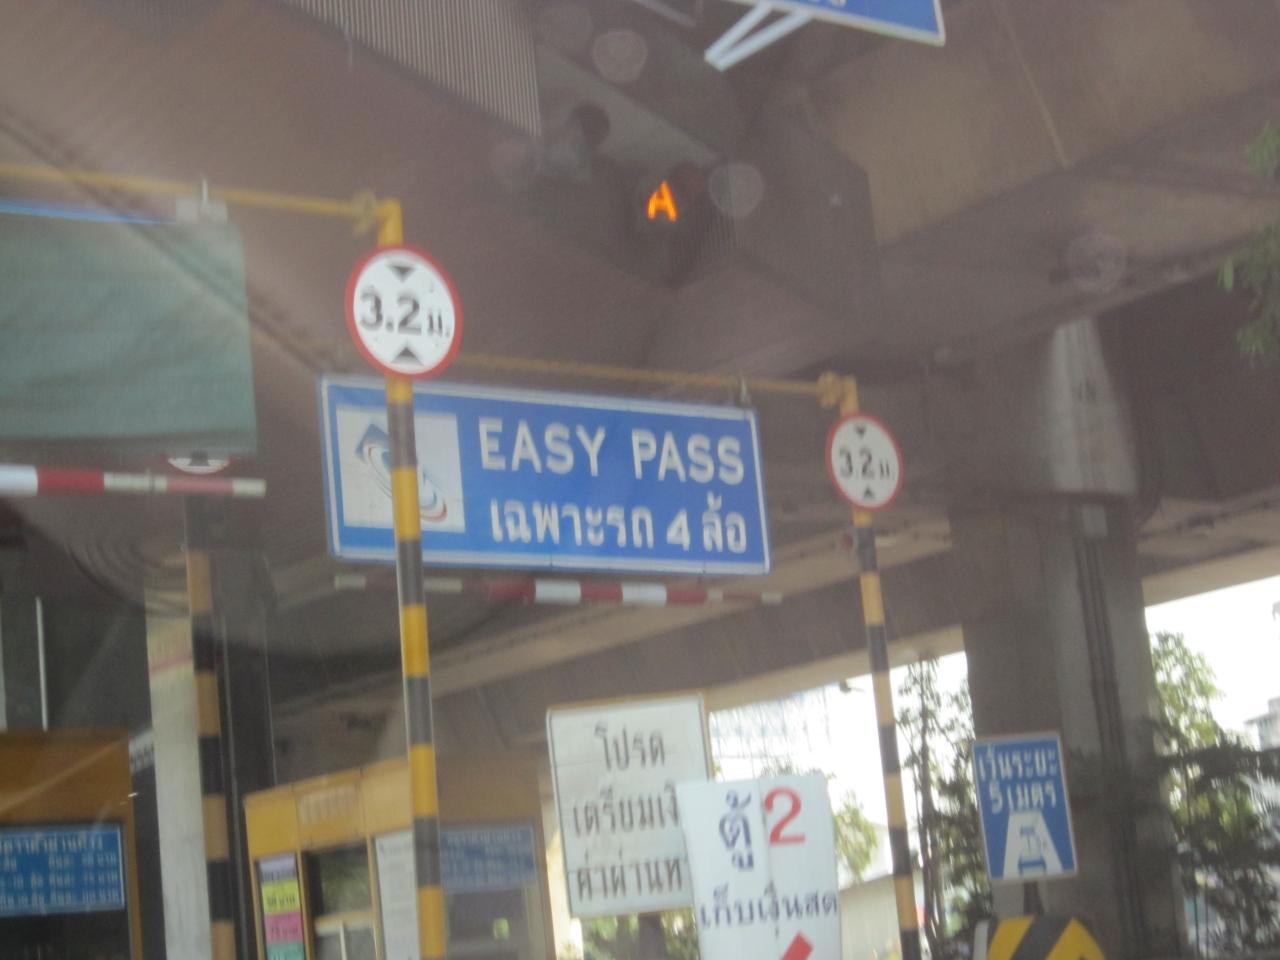 A
3.2 ม.
EASY PASS
เฉพาะรถ 4 ล้อ
3.2 ม
โปรด
เตรียมเงิ
ค่าผ่านทา
ตู้ 2
เก็บเงินสด
เว้นระยะ
5 เมตร